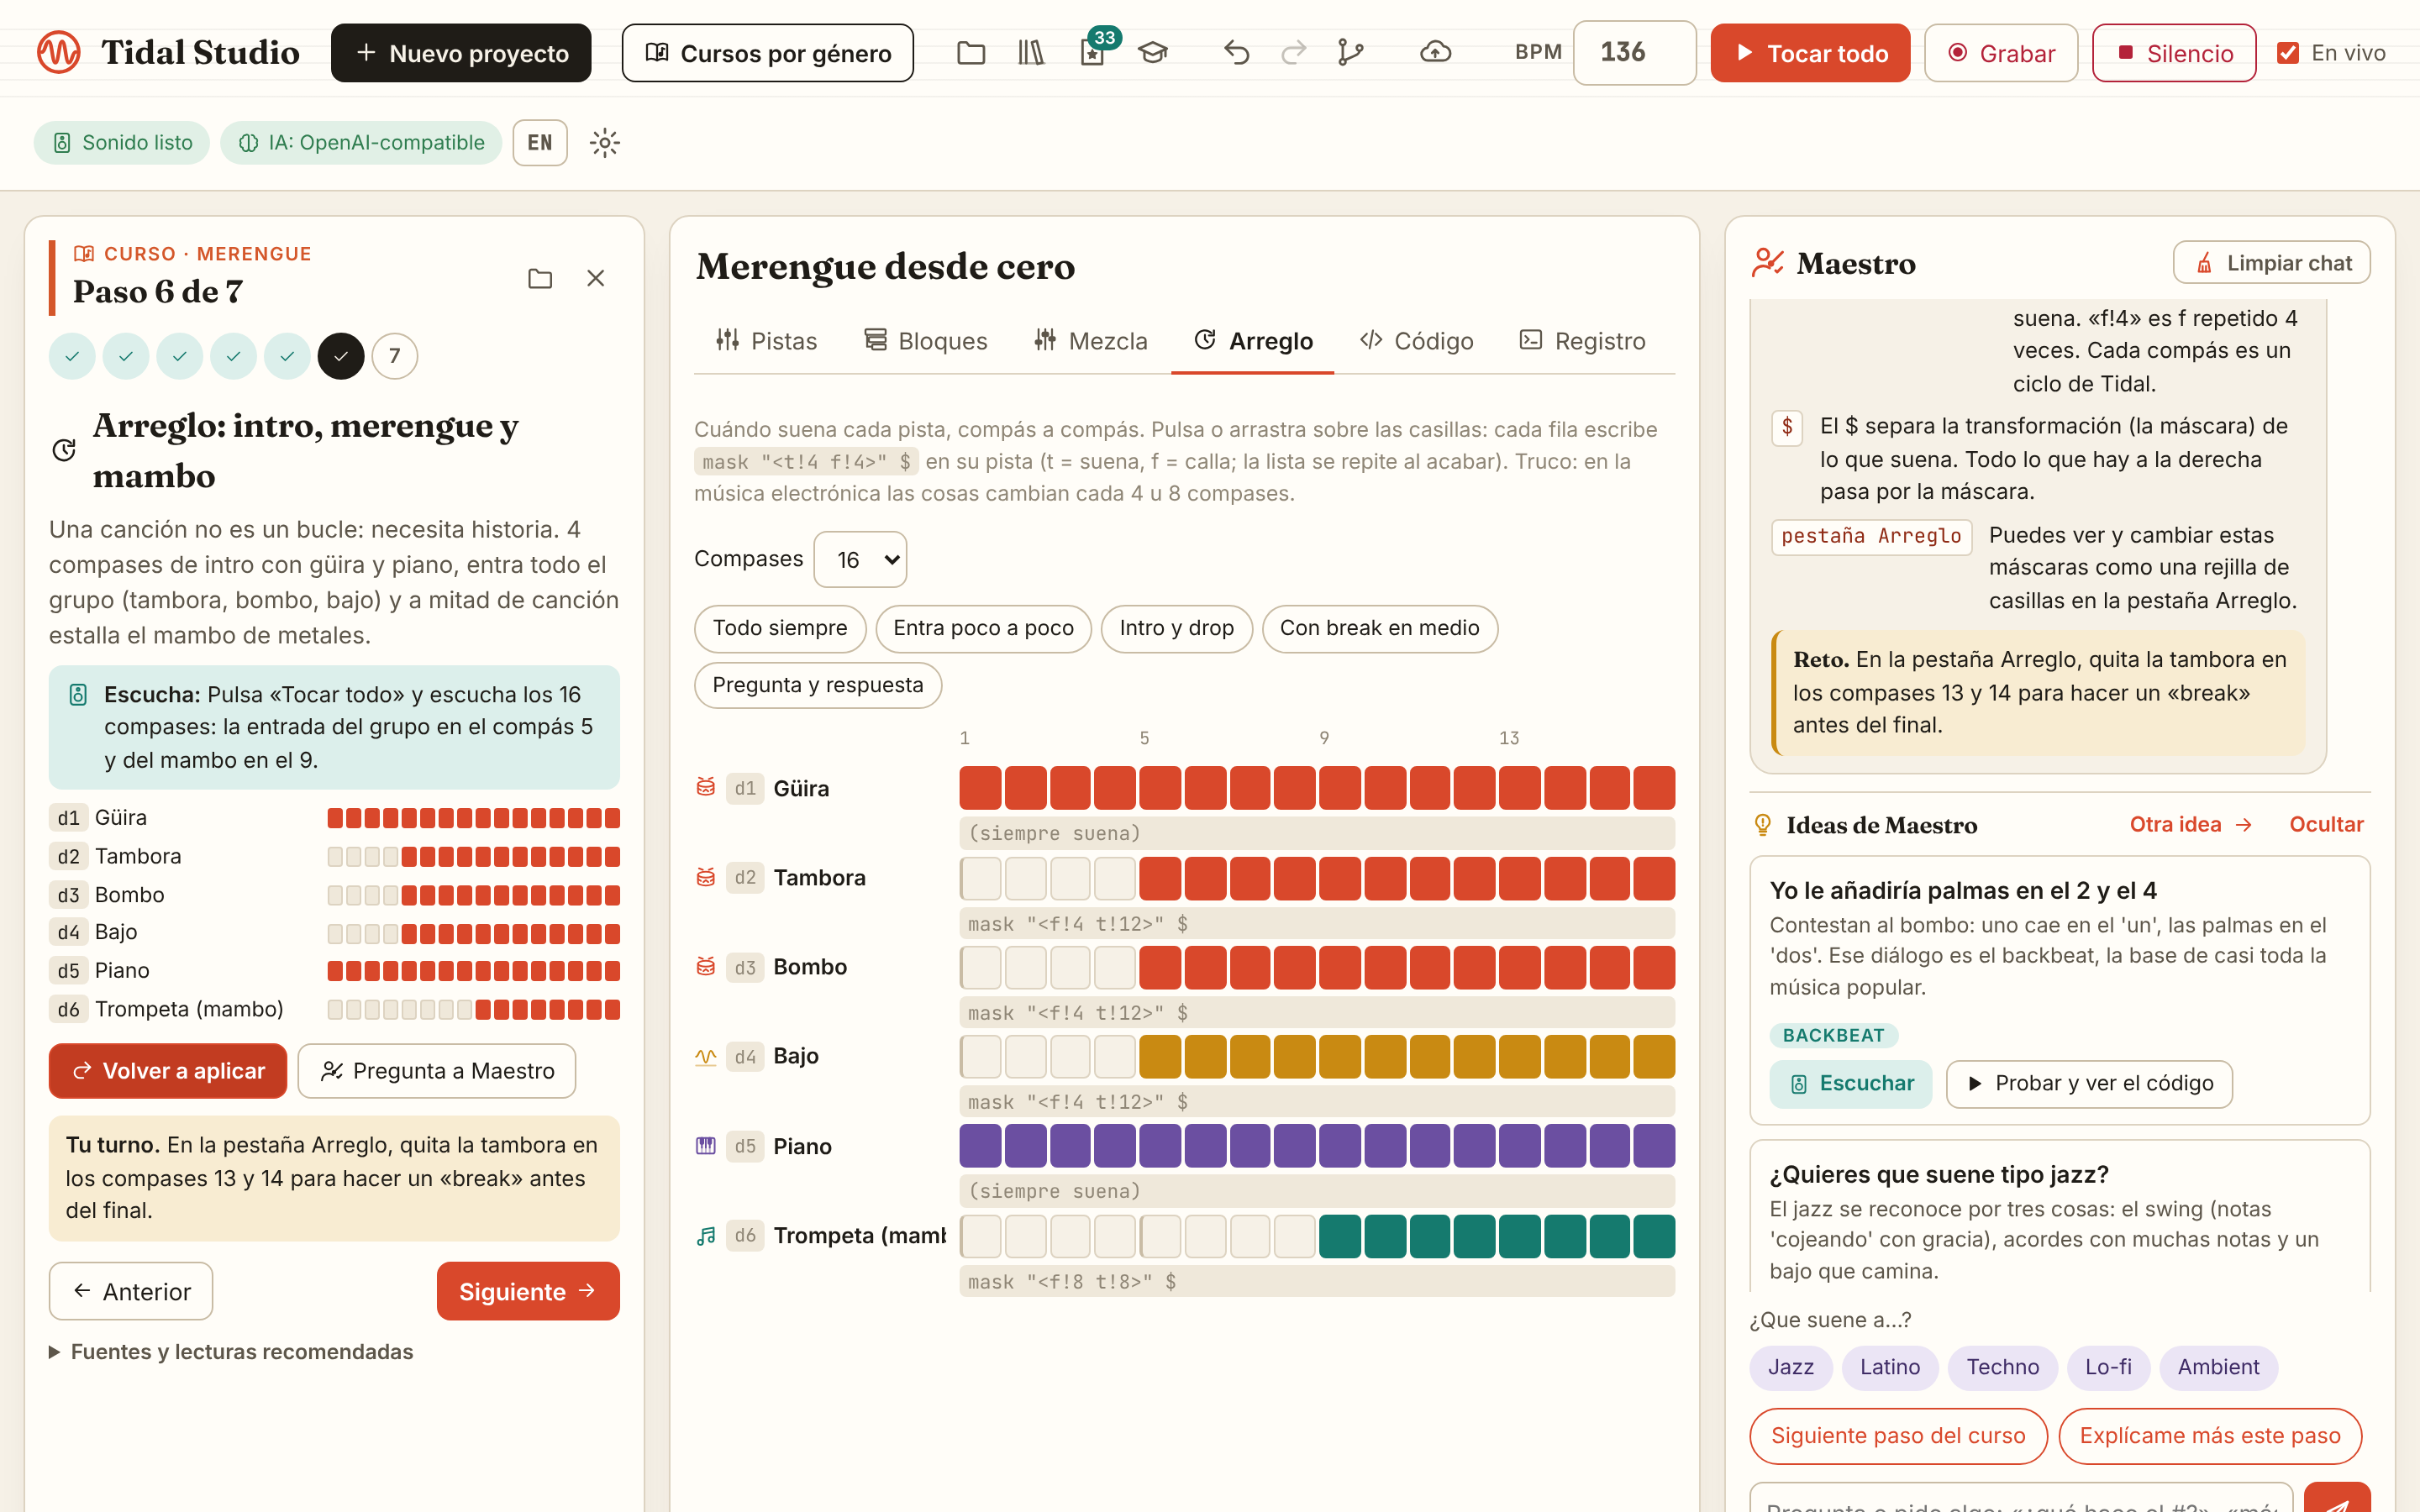 Tidal Studio
Nuevo proyecto
Cursos por género
33
BPM
136
Tocar todo
Grabar
Silencio
En vivo
Sonido listo
IA: OpenAI-compatible
EN
CURSO · MERENGUE
Paso 6 de 7
7
Arreglo: intro, merengue y
mambo
Una canción no es un bucle: necesita historia. 4
compases de intro con güira y piano, entra todo el
grupo (tambora, bombo, bajo) y a mitad de canción
estalla el mambo de metales.
Escucha: Pulsa «Tocar todo» y escucha los 16
compases: la entrada del grupo en el compás 5
y del mambo en el 9.
d1 Güira
d2 Tambora
d3 Bombo
d4 Bajo
d5 Piano
d6 Trompeta (mambo)
Volver a aplicar
Pregunta a Maestro
Tu turno. En la pestaña Arreglo, quita la tambora en
los compases 13 y 14 para hacer un «break» antes
del final.
Anterior
Siguiente
Fuentes y lecturas recomendadas
Merengue desde cero
Pistas
Bloques
Mezcla
Arreglo
Código
Registro
Cuándo suena cada pista, compás a compás. Pulsa o arrastra sobre las casillas: cada fila escribe
mask "<t!4 f!4>" $ en su pista (t = suena, f = calla; la lista se repite al acabar). Truco: en la
música electrónica las cosas cambian cada 4 u 8 compases.
Compases 16
Todo siempre
Entra poco a poco
Intro y drop
Con break en medio
Pregunta y respuesta
1 5 9 13
d1 Güira
(siempre suena)
d2 Tambora
mask "<f!4 t!12>" $
d3 Bombo
mask "<f!4 t!12>" $
d4 Bajo
mask "<f!4 t!12>" $
d5 Piano
(siempre suena)
d6 Trompeta (mamb
mask "<f!8 t!8>" $
Maestro
Limpiar chat
suena. «f!4» es f repetido 4
veces. Cada compás es un
ciclo de Tidal.
$ El $ separa la transformación (la máscara) de
lo que suena. Todo lo que hay a la derecha
pasa por la máscara.
pestaña Arreglo Puedes ver y cambiar estas
máscaras como una rejilla de
casillas en la pestaña Arreglo.
Reto. En la pestaña Arreglo, quita la tambora en
los compases 13 y 14 para hacer un «break»
antes del final.
Ideas de Maestro
Otra idea
Ocultar
Yo le añadiría palmas en el 2 y el 4
Contestan al bombo: uno cae en el 'un', las palmas en el
'dos'. Ese diálogo es el backbeat, la base de casi toda la
música popular.
BACKBEAT
Escuchar
Probar y ver el código
¿Quieres que suene tipo jazz?
El jazz se reconoce por tres cosas: el swing (notas
'cojeando' con gracia), acordes con muchas notas y un
bajo que camina.
¿Que suene a...?
Jazz
Latino
Techno
Lo-fi
Ambient
Siguiente paso del curso
Explícame más este paso